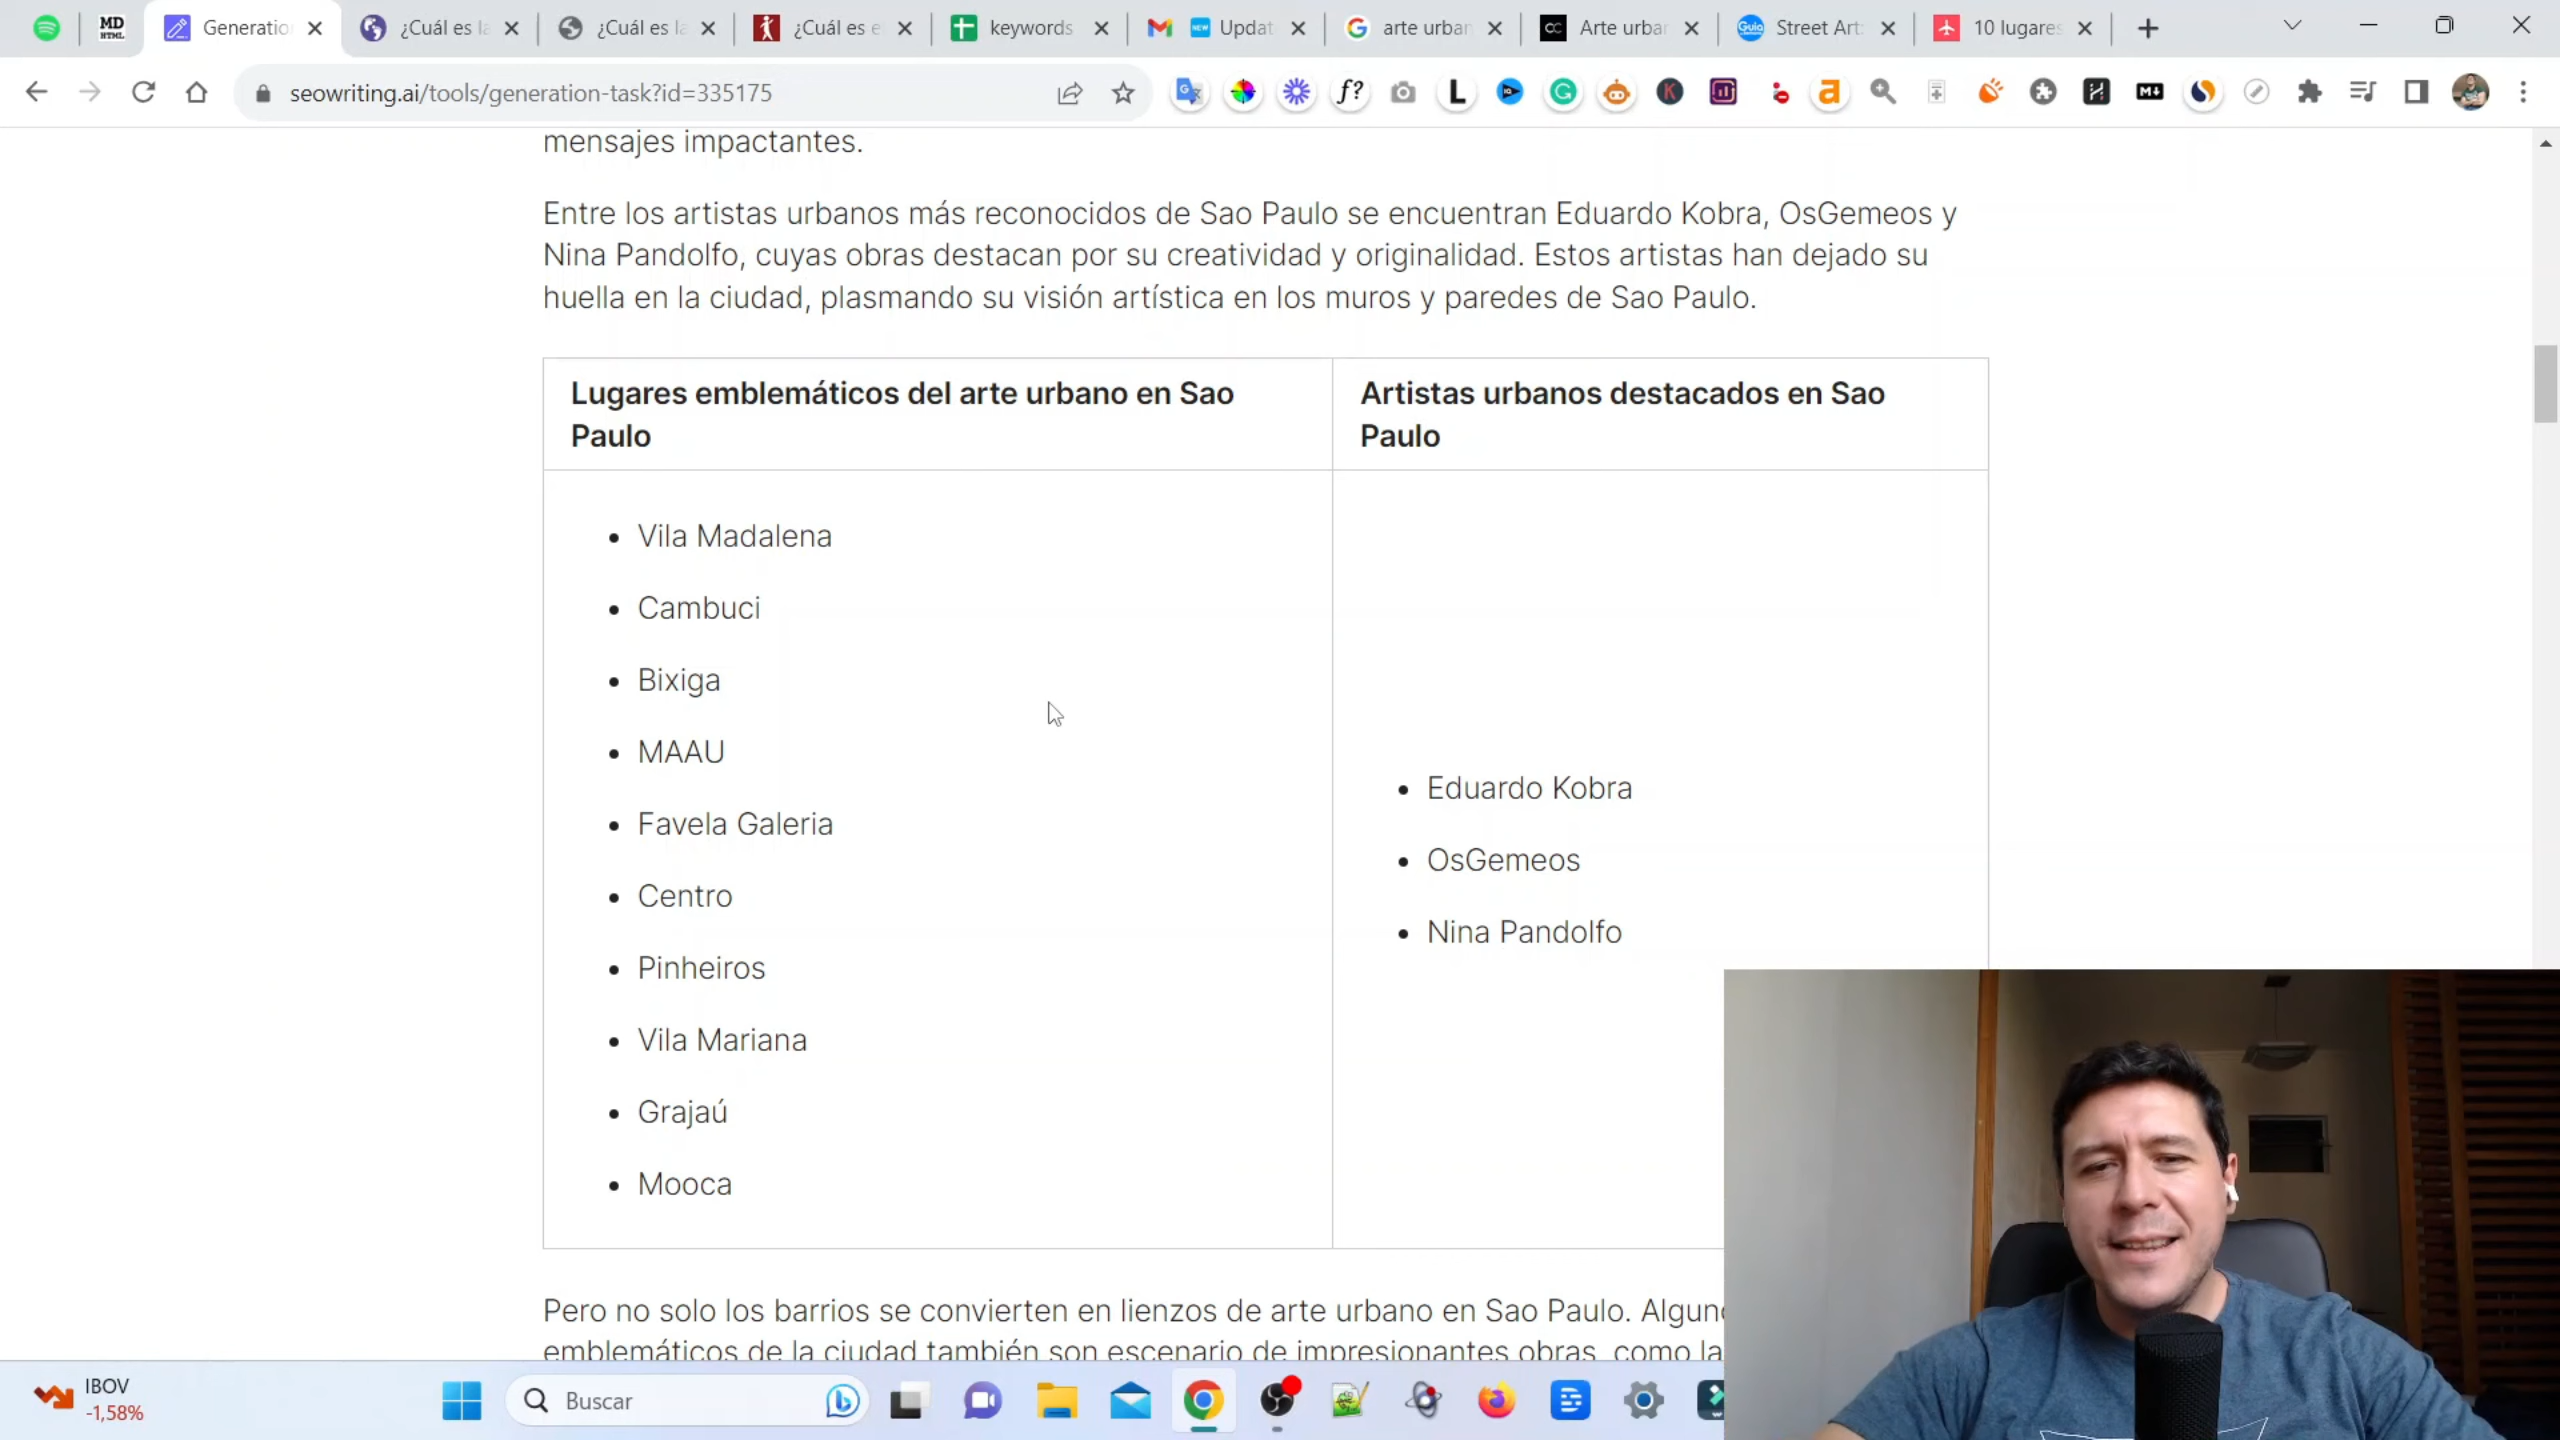 MD
HTML
Generatio
¿Cuál es la
¿Cuál es la
¿Cuál es e
keywords
NEW Updat
arte urban
CC
Arte urbar
Guía
Street Art:
10 lugares
seowriting.ai/tools/generation-task?id=335175
mensajes impactantes.
Entre los artistas urbanos más reconocidos de Sao Paulo se encuentran Eduardo Kobra, OsGemeos y
Nina Pandolfo, cuyas obras destacan por su creatividad y originalidad. Estos artistas han dejado su
huella en la ciudad, plasmando su visión artística en los muros y paredes de Sao Paulo.
Lugares emblemáticos del arte urbano en Sao
Paulo
Artistas urbanos destacados en Sao
Paulo
Vila Madalena
Cambuci
Bixiga
MAAU
Favela Galeria
Centro
Pinheiros
Vila Mariana
Grajaú
Mooca
Eduardo Kobra
OsGemeos
Nina Pandolfo
Pero no solo los barrios se convierten en lienzos de arte urbano en Sao Paulo. Algun
emblemáticos de la ciudad también son escenario de impresionantes obras, como la
IBOV
-1,58%
Buscar